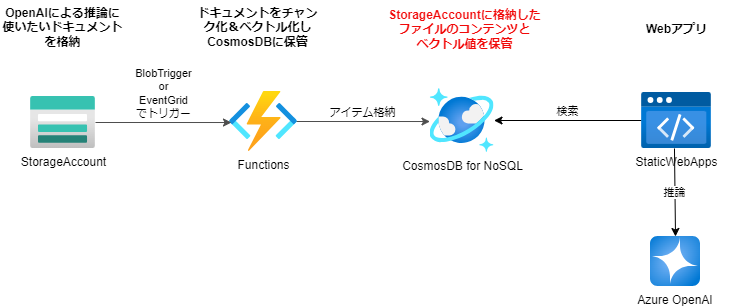 OpenAIによる推論に
使いたいドキュメント
を格納
ドキュメントをチャン
ク化＆ベクトル化し
CosmosDBに保管
StorageAccountに格納した
ファイルのコンテンツと
ベクトル値を保管
Webアプリ
BlobTrigger
or
EventGrid
でトリガー
アイテム格納
検索
StorageAccount
Functions
CosmosDB for NoSQL
StaticWebApps
推論
Azure OpenAI